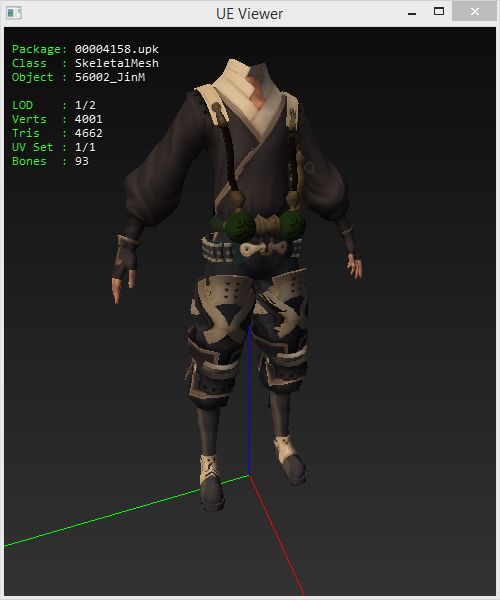 UE Viewer
Package: 00004158.upk
Class : SkeletalMesh
Object : 56002_JinM
LOD : 1/2
Verts : 4001
Tris : 4662
UV Set : 1/1
Bones : 93